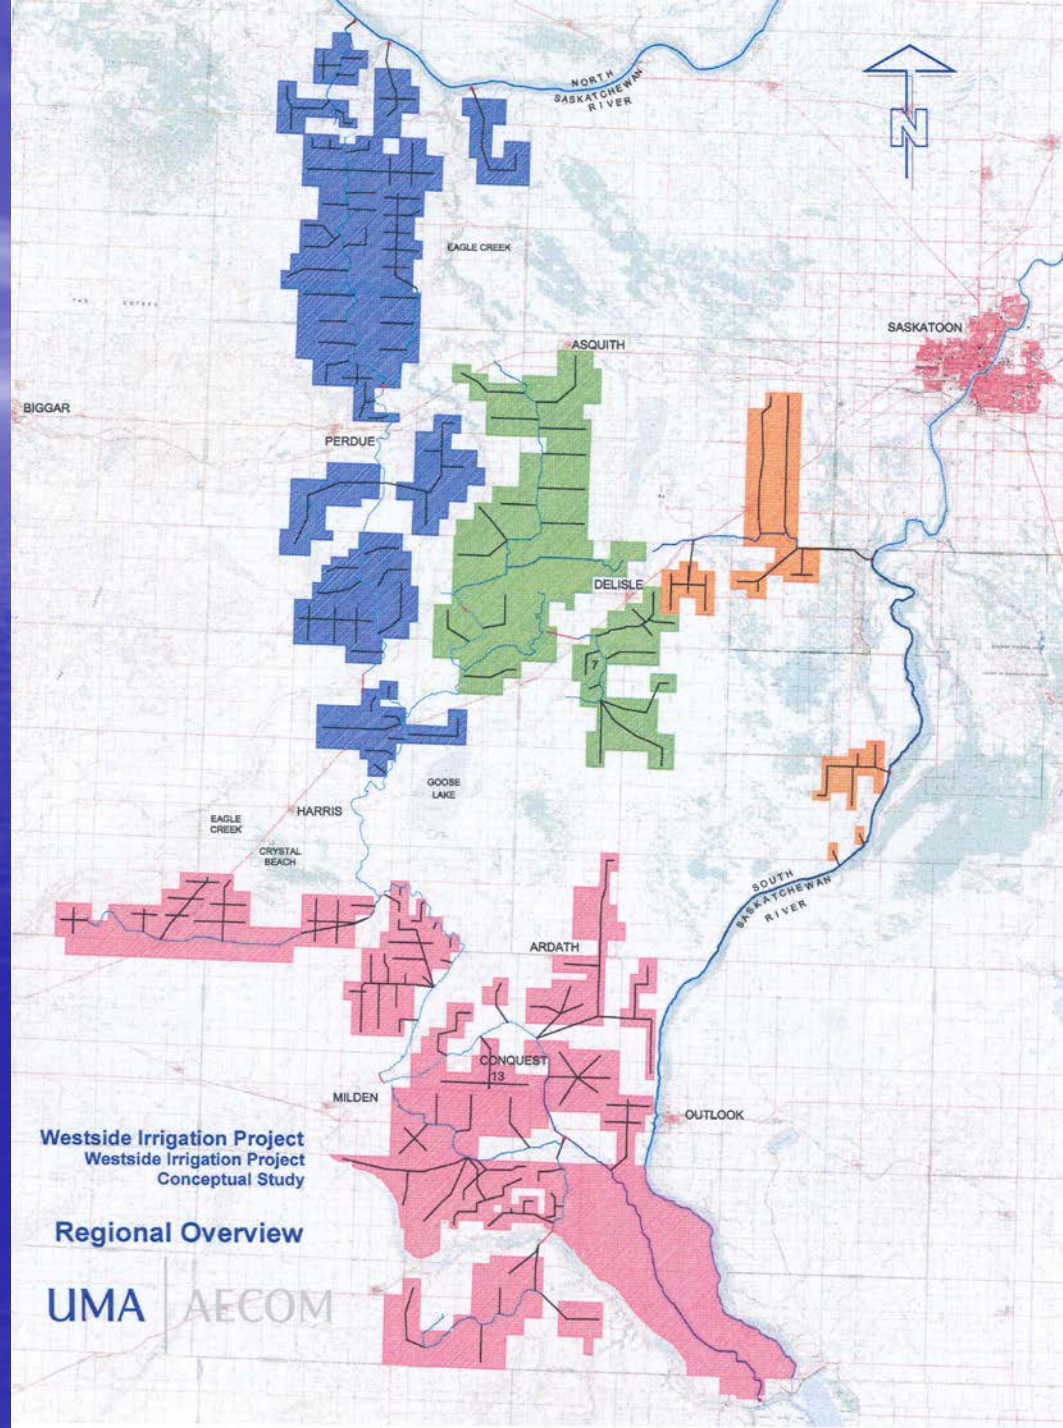 NORTH
SASKATCHEWAN
RIVER
N
EAGLE CREEK
SASKATOON
ASQUITH
BIGGAR
PERDUE
DELISLE
7
GOOSE
LAKE
HARRIS
EAGLE
CREEK
CRYSTAL
BEACH
SOUTH
SASKATCHEWAN
RIVER
ARDATH
CONQUEST
13
MILDEN
OUTLOOK
Westside Irrigation Project
Westside Irrigation Project
Conceptual Study
Regional Overview
UMA AECOM